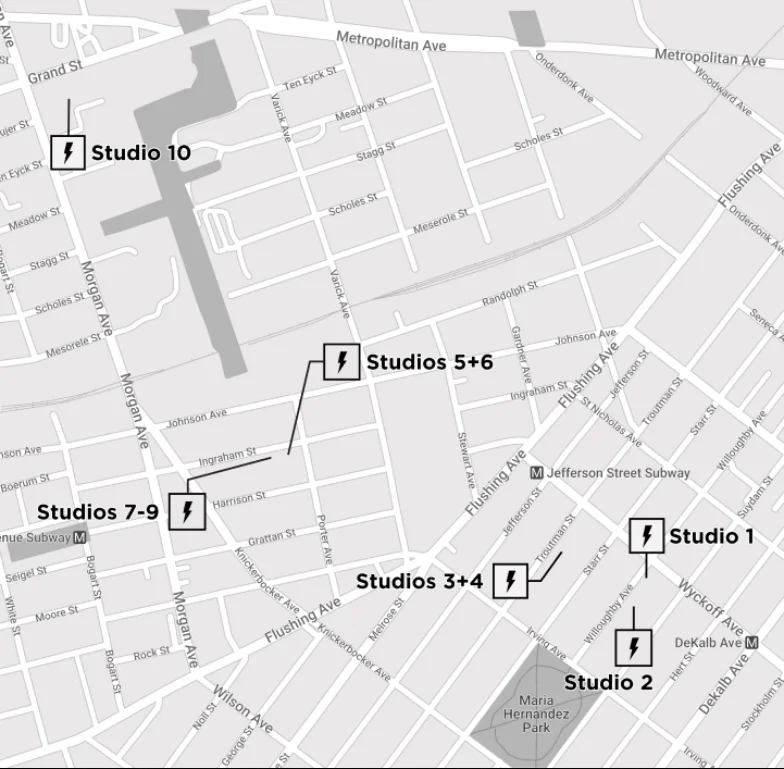 Metropolitan Ave
Metropolitan Ave
Grand St
Onderdonk Ave
Woodward Ave
Ten Eyck St
Varick Ave
Meadow St
Scholes St
Stagg St
Flushing Ave
Studio 10
Scholes St
Meserole St
Onderdonk Ave
Meadow St
Stagg St
Morgan Ave
Scholes St
Varick Ave
Randolph St
Mesorele St
Gardner Ave
Johnson Ave
Studios 5+6
Flushing Ave
Jefferson St
Troutman St
Morgan Ave
Ingraham St
St Nicholas Ave
Starr St
Johnson Ave
Willoughby Ave
Stewart Ave
Ingraham St
Flushing Ave
Jefferson Street Subway
M
Boerum St
Harrison St
Suydam St
Studios 7-9
Jefferson St
Grattan St
Porter Ave
Troutman St
Studio 1
enue Subway
M
Starr St
Seigel St
Bogart St
Studios 3+4
Knickerbocker Ave
Willoughby Ave
Wyckoff Ave
White St
Moore St
Morgan Ave
Flushing Ave
Melrose St
Irving Ave
DeKalb Ave
M
Rock St
Bogart St
Knickerbocker Ave
Studio 2
Hert St
Dekalb Ave
Wilson Ave
Noll St
George St
Maria
Hernandez
Park
Stockholm St
Irving